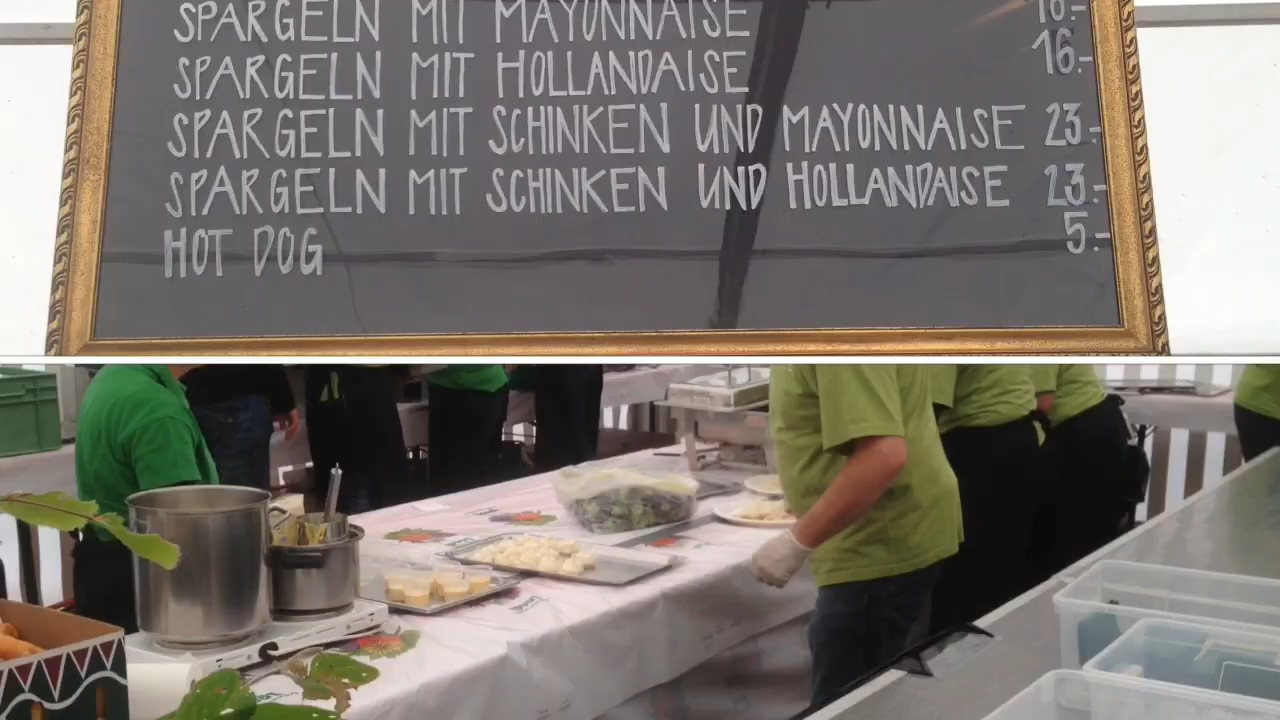 SPARGELN MIT MAYONNAISE 16.-
SPARGELN MIT HOLLANDAISE 16.-
SPARGELN MIT SCHINKEN UND MAYONNAISE 23.-
SPARGELN MIT SCHINKEN UND HOLLANDAISE 23.-
HOT DOG 5.-